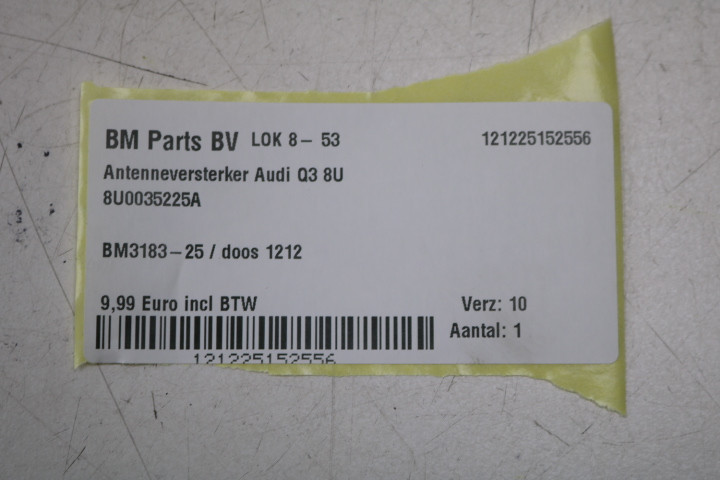 BM Parts BV LOK 8- 53 121225152556
Antenneversterker Audi Q3 8U
8U0035225A
BM3183-25 / doos 1212
9,99 Euro incl BTW Verz: 10
Aantal: 1
121225152556